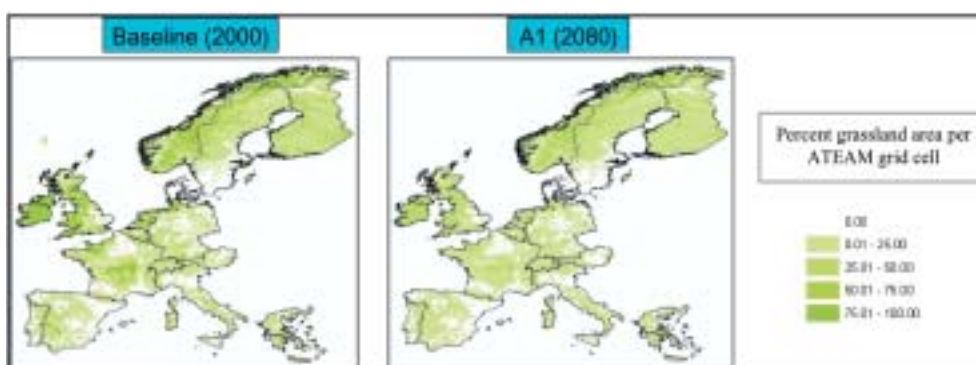 Baseline (2000)
A1 (2080)
Percent grassland area per
ATEAM grid cell
0.00
0.01 - 25.00
25.01 - 50.00
50.01 - 75.00
75.01 - 100.00